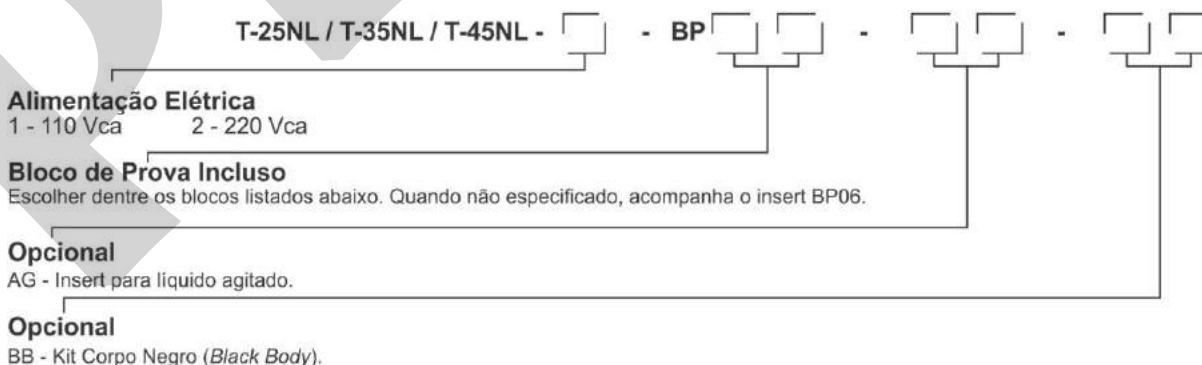 T-25NL / T-35NL / T-45NL - - BP - -
Alimentação Elétrica
1 - 110 Vca 2 - 220 Vca
Bloco de Prova Incluso
Escolher dentre os blocos listados abaixo. Quando não especificado, acompanha o insert BP06.
Opcional
AG - Insert para líquido agitado.
Opcional
BB - Kit Corpo Negro (Black Body).